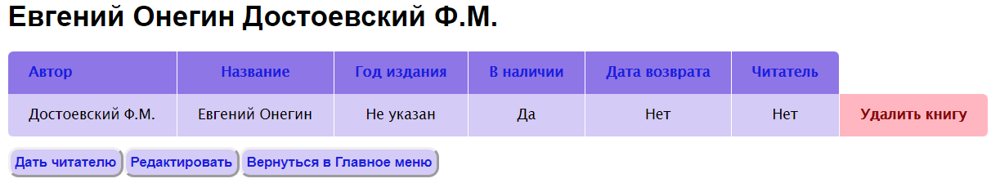 Евгений Онегин Достоевский Ф.М.
Автор Название Год издания В наличии Дата возврата Читатель
Достоевский Ф.М. Евгений Онегин Не указан Да Нет Нет Удалить книгу
Дать читателю Редактировать Вернуться в Главное меню